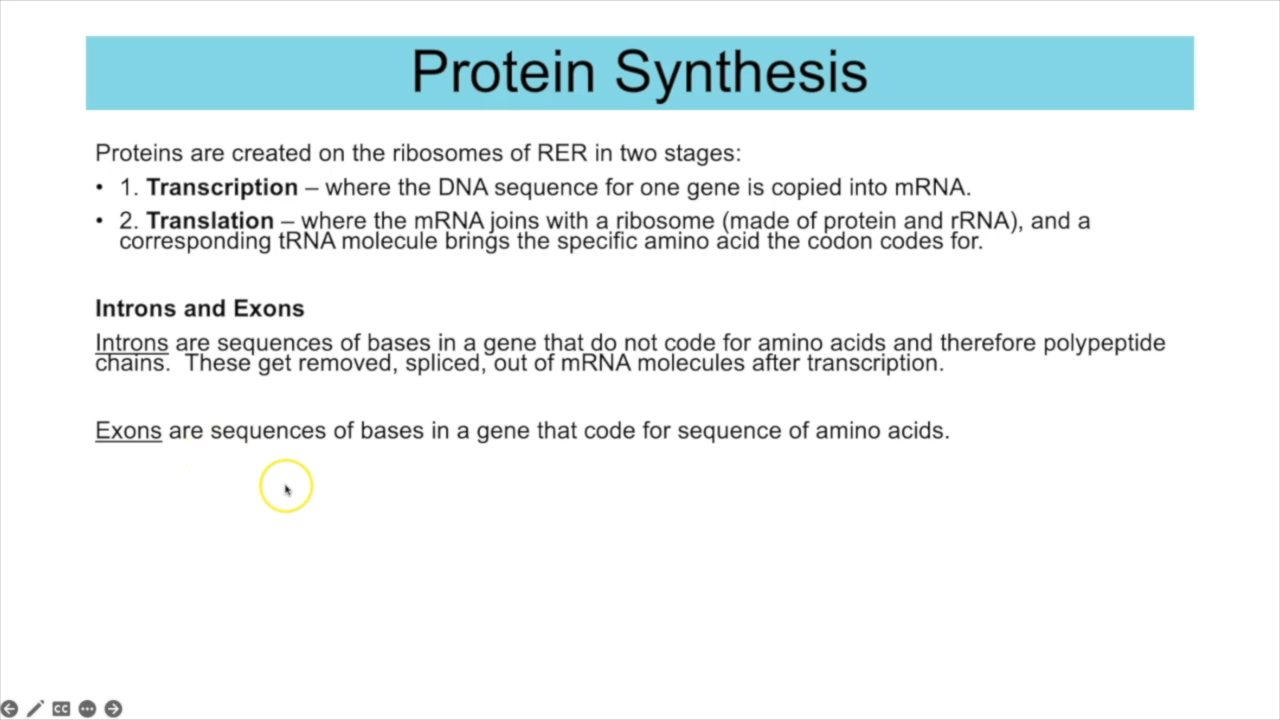 Protein Synthesis
Proteins are created on the ribosomes of RER in two stages:
• 1. Transcription – where the DNA sequence for one gene is copied into mRNA.
• 2. Translation – where the mRNA joins with a ribosome (made of protein and rRNA), and a
corresponding tRNA molecule brings the specific amino acid the codon codes for.
Introns and Exons
Introns are sequences of bases in a gene that do not code for amino acids and therefore polypeptide
chains.  These get removed, spliced, out of mRNA molecules after transcription.
Exons are sequences of bases in a gene that code for sequence of amino acids.
CC